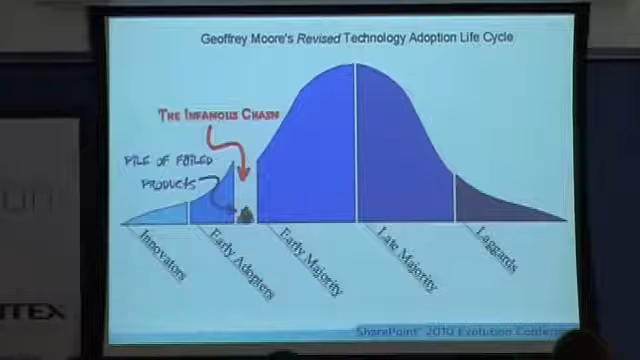 Geoffrey Moore's Revised Technology Adoption Life Cycle
THE INFAMOUS CHASM
PILE OF FAILED
PRODUCTS
Innovators
Early Adopters
Early Majority
Late Majority
Laggards
SharePoint 2010 Evolution